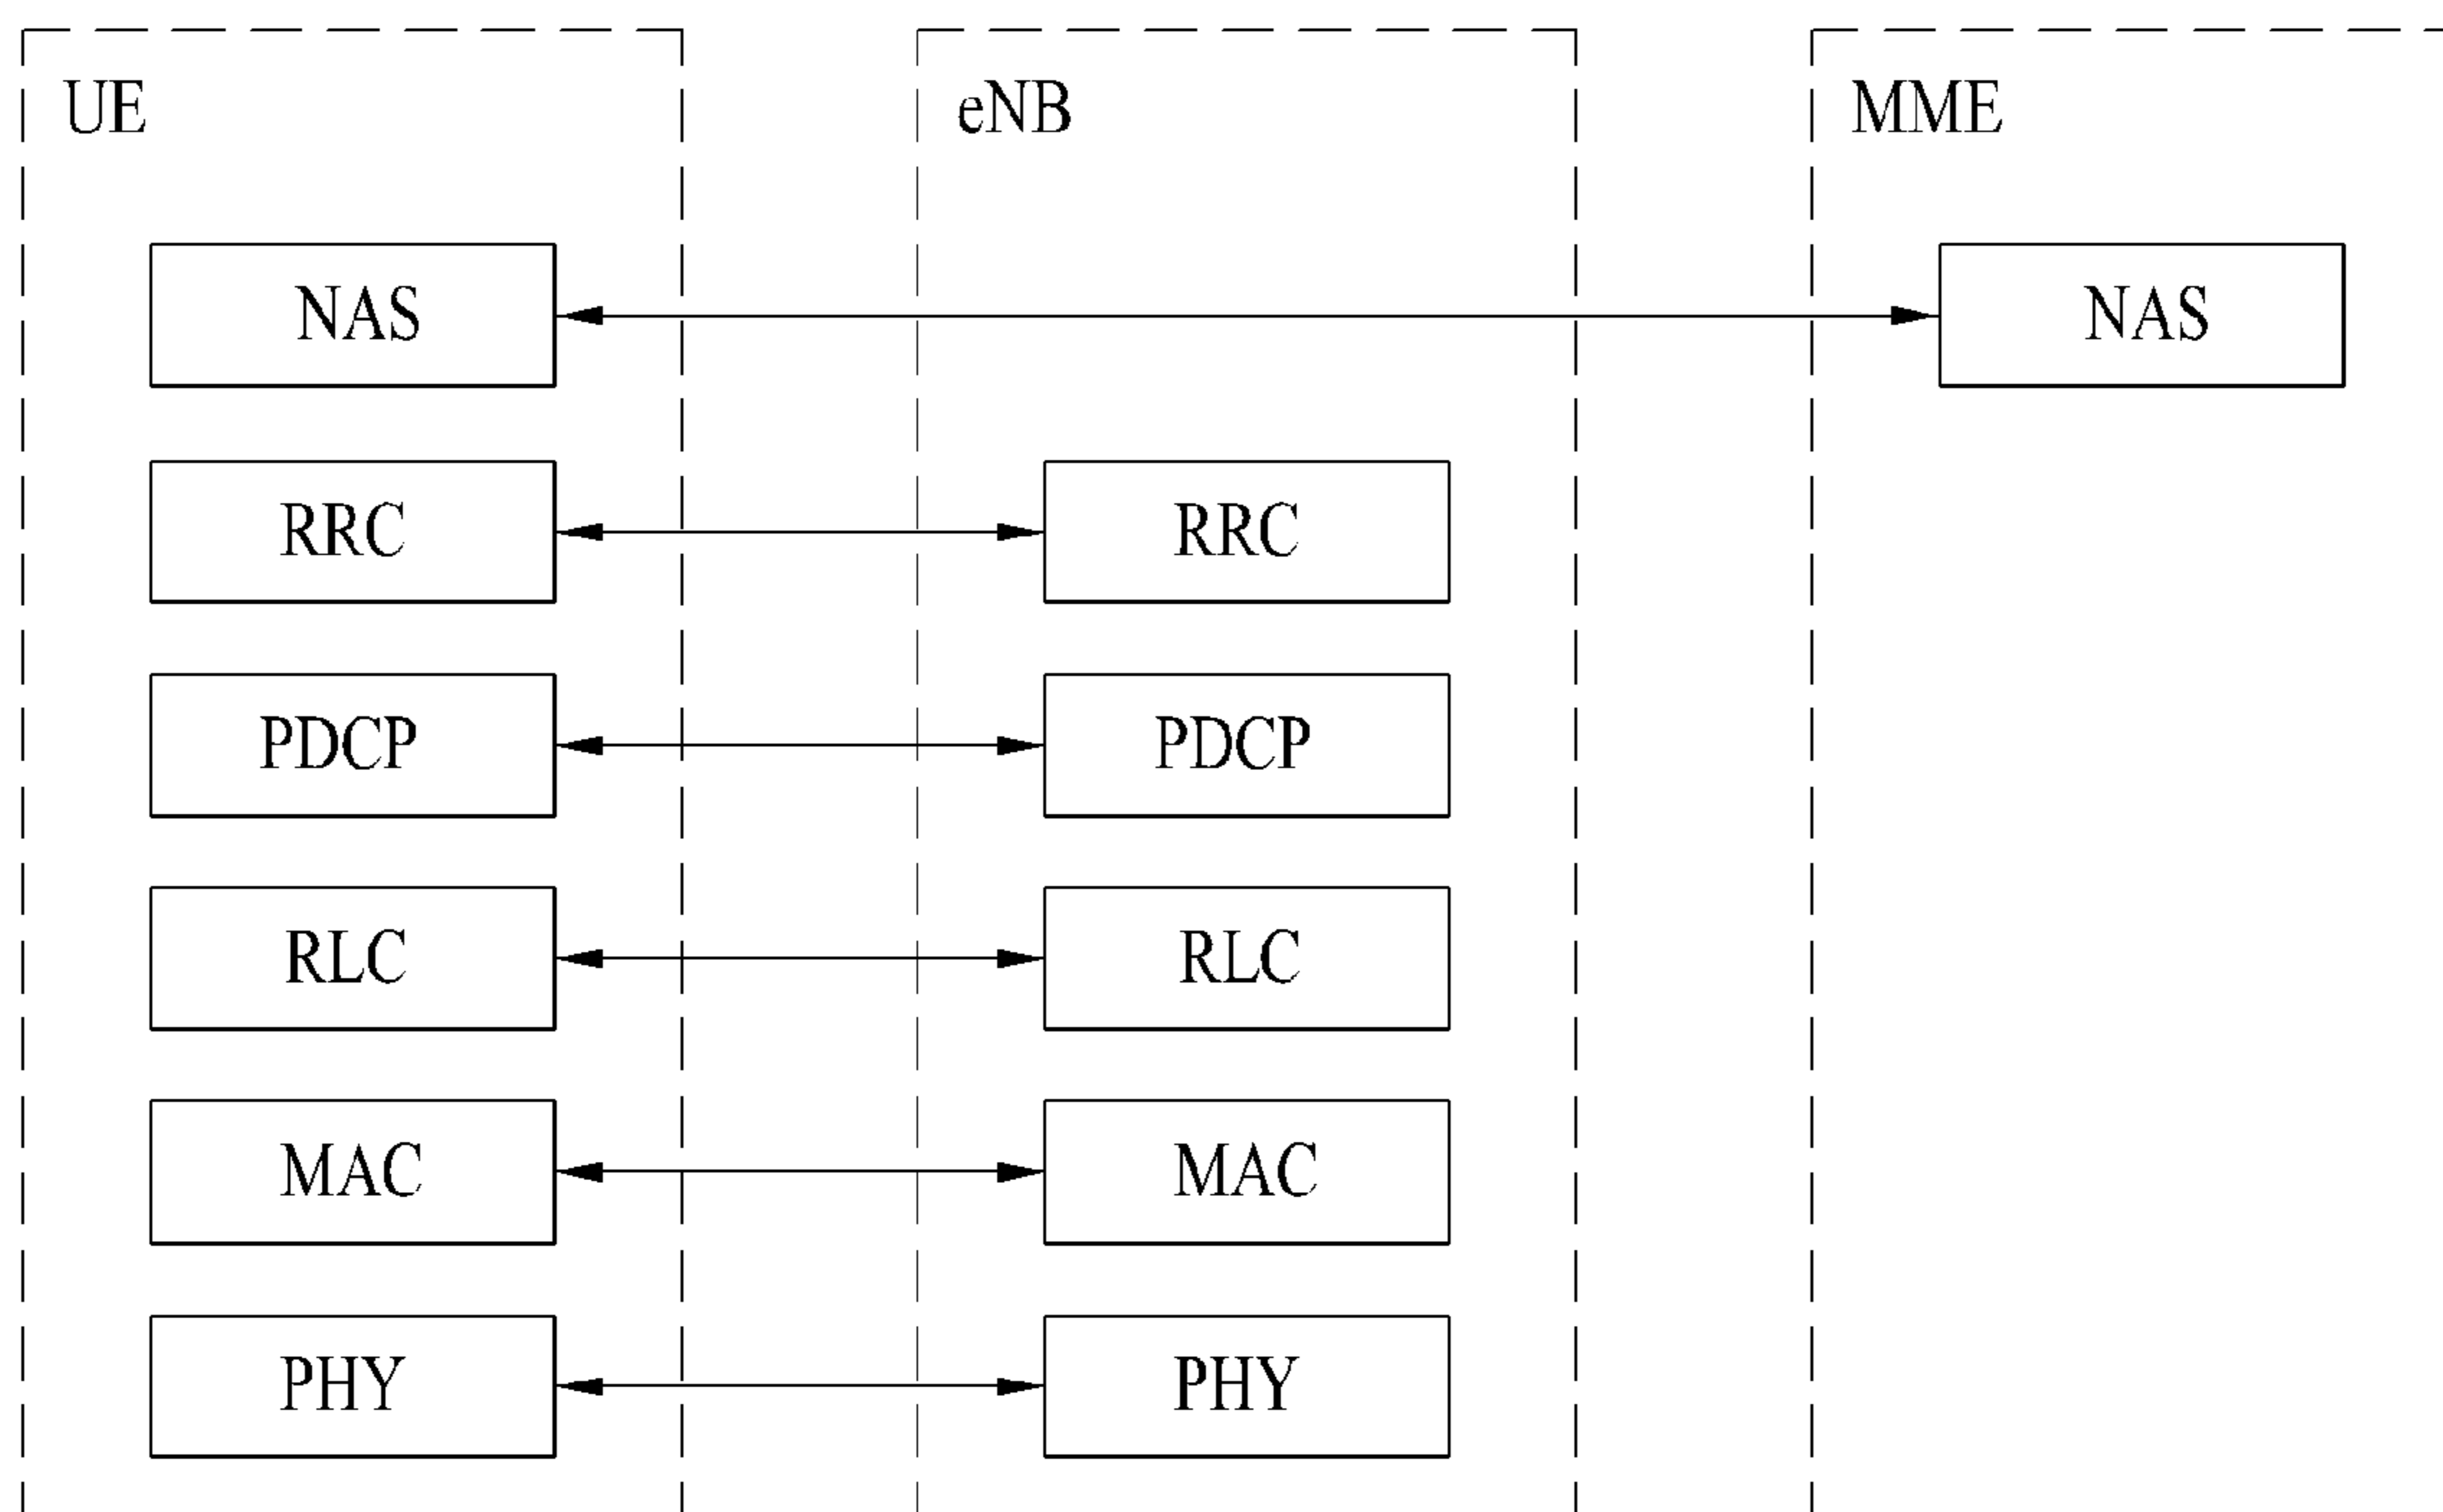 UE eNB MME
NAS NAS
RRC RRC
PDCP PDCP
RLC RLC
MAC MAC
PHY PHY